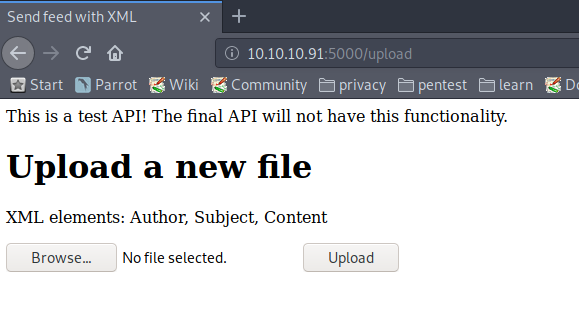 Send feed with XML
10.10.10.91:5000/upload
Start Parrot Wiki Community privacy pentest learn
This is a test API! The final API will not have this functionality.
Upload a new file
XML elements: Author, Subject, Content
Browse... No file selected. Upload